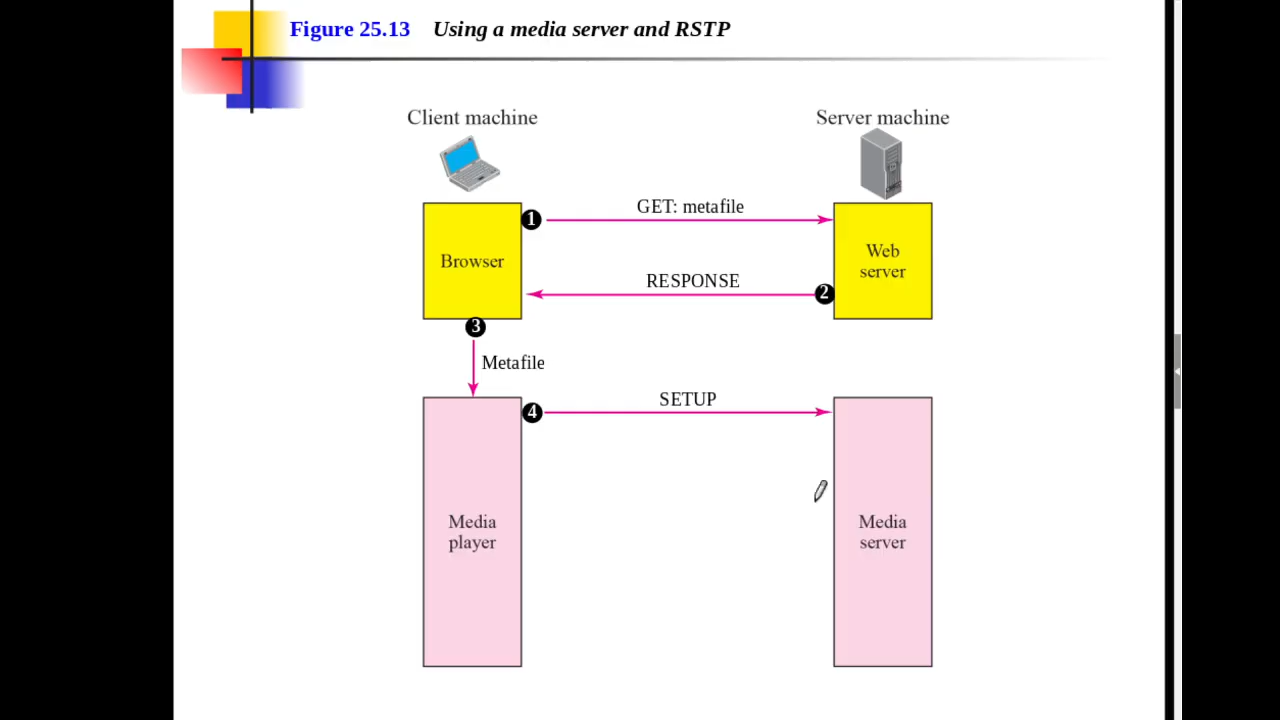 Figure 25.13 Using a media server and RSTP
Client machine
Server machine
1
GET: metafile
Browser
Web
server
RESPONSE
2
3
Metafile
4
SETUP
Media
player
Media
server